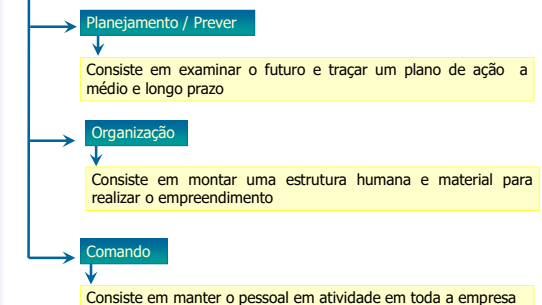 Planejamento / Prever
Consiste em examinar o futuro e traçar um plano de ação a
médio e longo prazo
Organização
Consiste em montar uma estrutura humana e material para
realizar o empreendimento
Comando
Consiste em manter o pessoal em atividade em toda a empresa